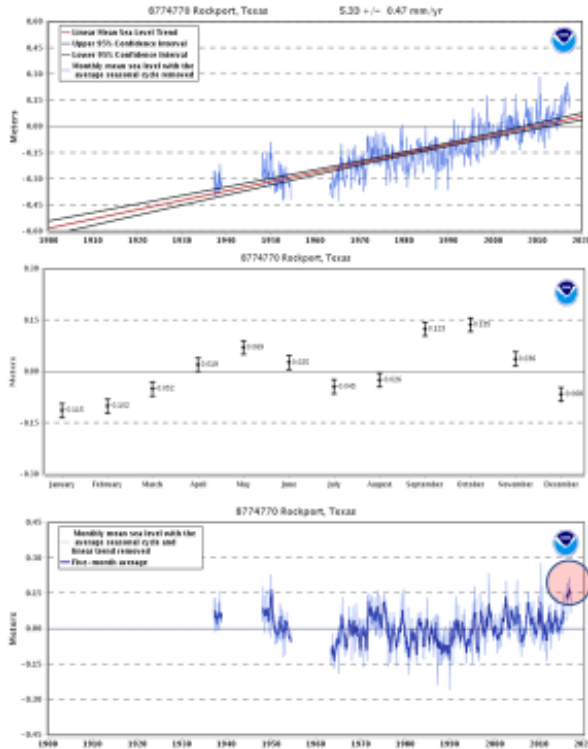 8774770 Rockport, Texas 5.33 +/- 0.47 mm/yr
Linear Mean Sea Level Trend
Upper 95% Confidence Interval
Lower 95% Confidence Interval
Monthly mean sea level with the
average seasonal cycle removed
Meters
0.60
0.45
0.30
0.15
0.00
-0.15
-0.30
-0.45
-0.60
1900 1910 1920 1930 1940 1950 1960 1970 1980 1990 2000 2010 2020
8774770 Rockport, Texas
Meters
0.30
0.15
0.00
-0.15
-0.30
January February March April May June July August September October November December
8774770 Rockport, Texas
Monthly mean sea level with the
average seasonal cycle and
linear trend removed
Five-month average
Meters
0.45
0.30
0.15
0.00
-0.15
-0.30
-0.45
1900 1910 1920 1930 1940 1950 1960 1970 1980 1990 2000 2010